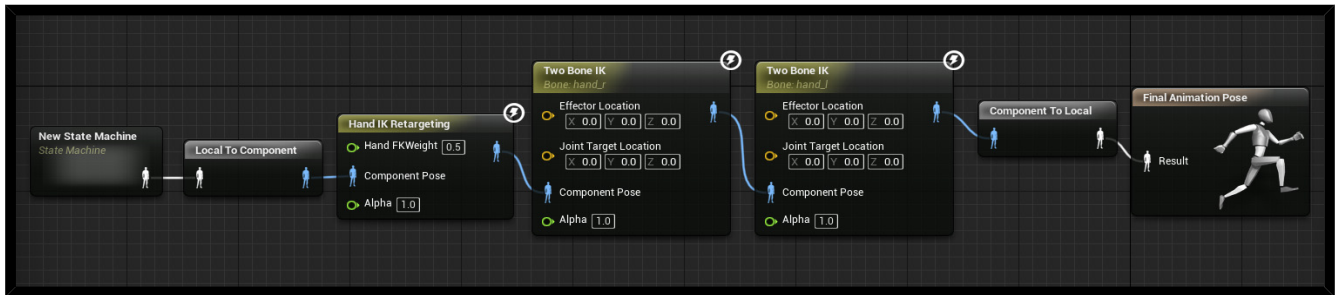 New State Machine
State Machine
Local To Component
Hand IK Retargeting
Hand FKWeight 0.5
Component Pose
Alpha 1.0
Two Bone IK
Bone: hand_r
Effector Location
X 0.0 Y 0.0 Z 0.0
Joint Target Location
X 0.0 Y 0.0 Z 0.0
Component Pose
Alpha 1.0
Two Bone IK
Bone: hand_l
Effector Location
X 0.0 Y 0.0 Z 0.0
Joint Target Location
X 0.0 Y 0.0 Z 0.0
Component Pose
Alpha 1.0
Component To Local
Final Animation Pose
Result